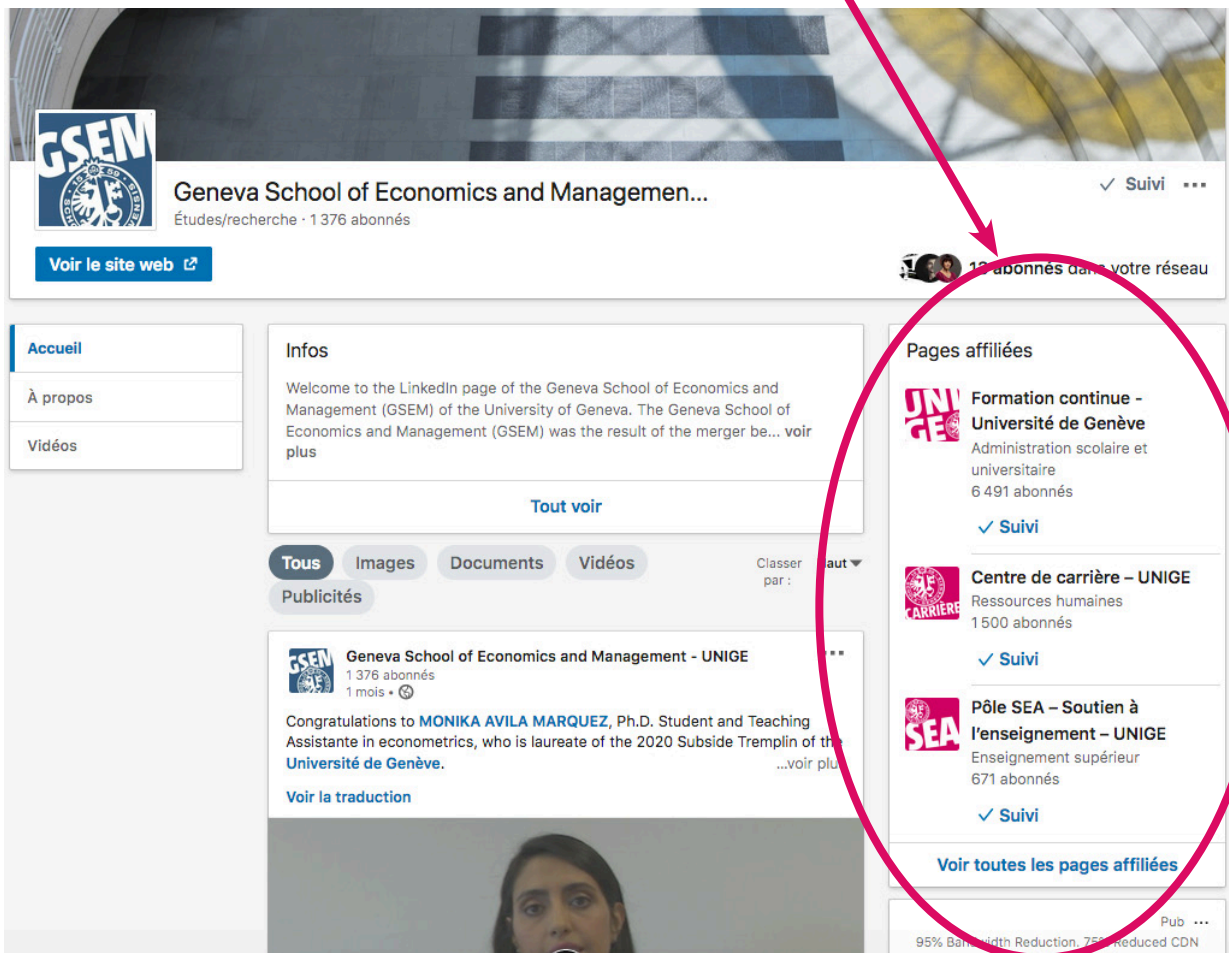 GSEM
Geneva School of Economics and Managemen...
Études/recherche · 1 376 abonnés
✓ Suivi ...
Voir le site web
abonnés dans votre réseau
Accueil
À propos
Vidéos
Infos
Welcome to the LinkedIn page of the Geneva School of Economics and
Management (GSEM) of the University of Geneva. The Geneva School of
Economics and Management (GSEM) was the result of the merger be... voir
plus
Tout voir
Tous
Images
Documents
Vidéos
Publicités
Classer
par :
GSEM
Geneva School of Economics and Management - UNIGE
...
1 376 abonnés
1 mois •
Congratulations to MONIKA AVILA MARQUEZ, Ph.D. Student and Teaching
Assistante in econometrics, who is laureate of the 2020 Subside Tremplin of the
Université de Genève.
...voir plus
Voir la traduction
Pages affiliées
UNI
GE
Formation continue -
Université de Genève
Administration scolaire et
universitaire
6 491 abonnés
✓ Suivi
CARRIÈRE
Centre de carrière – UNIGE
Ressources humaines
1 500 abonnés
✓ Suivi
SEA
Pôle SEA – Soutien à
l'enseignement – UNIGE
Enseignement supérieur
671 abonnés
✓ Suivi
Voir toutes les pages affiliées
Pub ...
95% Bandwidth Reduction. 75% Reduced CDN